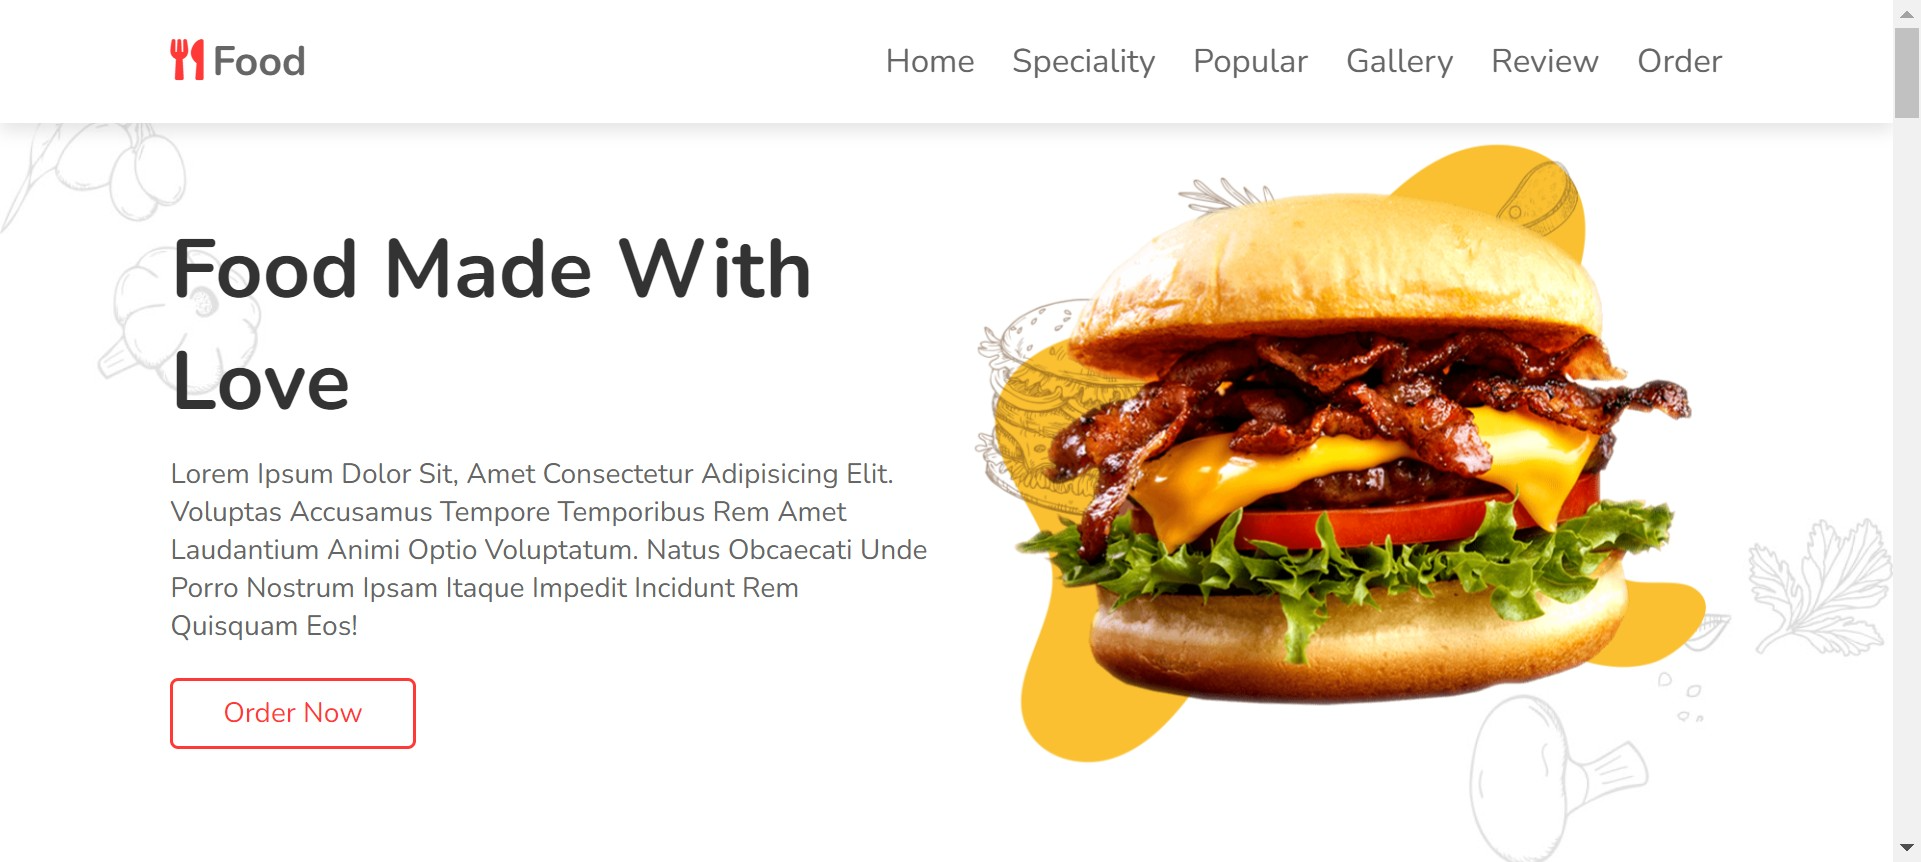 Food
Home Speciality Popular Gallery Review Order
Food Made With
Love
Lorem Ipsum Dolor Sit, Amet Consectetur Adipisicing Elit.
Voluptas Accusamus Tempore Temporibus Rem Amet
Laudantium Animi Optio Voluptatum. Natus Obcaecati Unde
Porro Nostrum Ipsam Itaque Impedit Incidunt Rem
Quisquam Eos!
Order Now